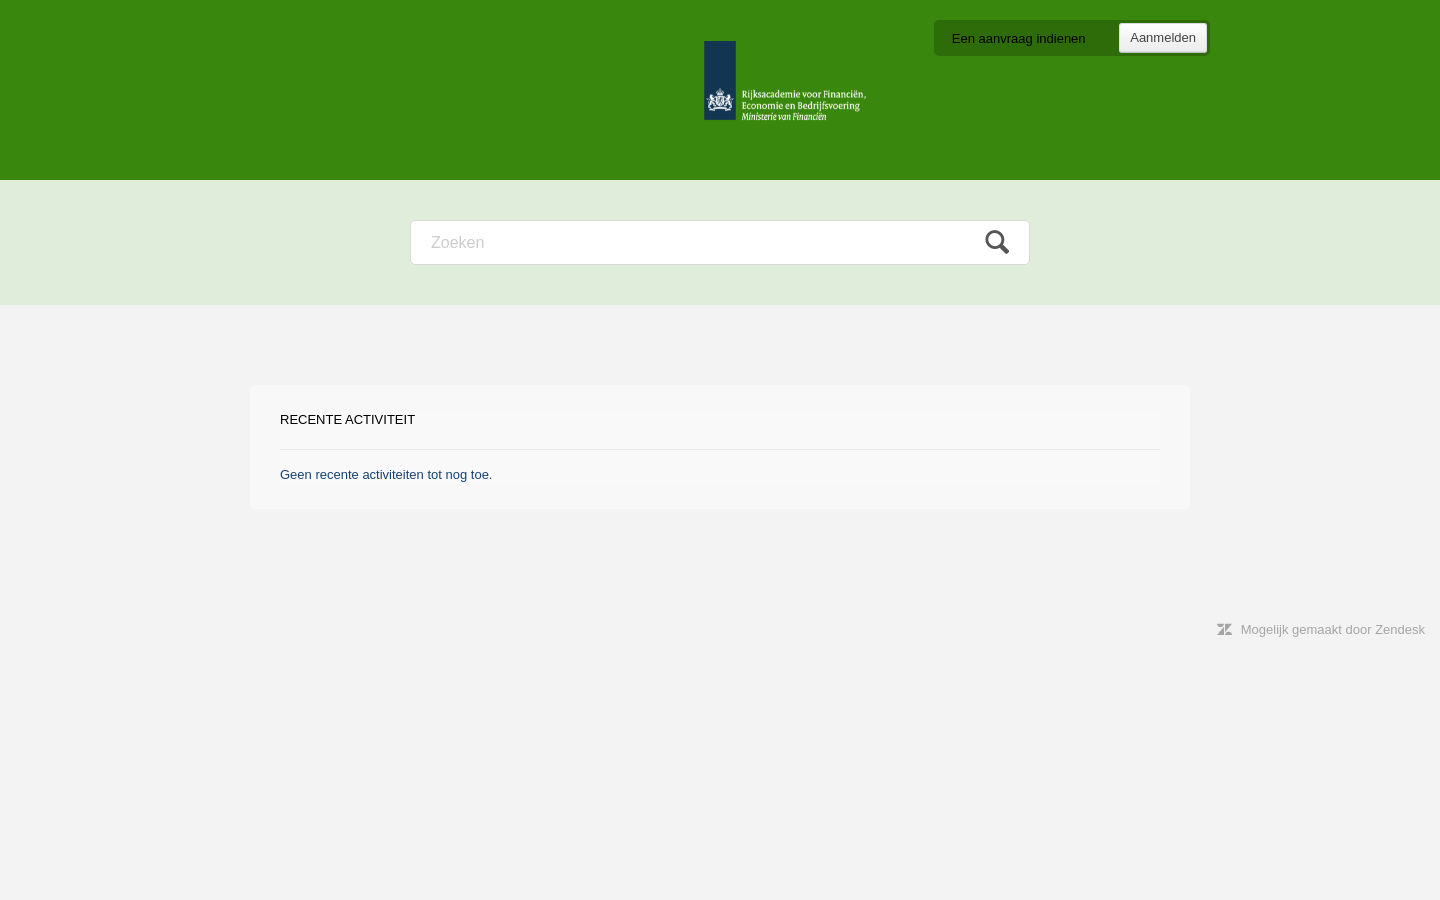 Een aanvraag indienen
Aanmelden
Rijksacademie voor Financiën,
Economie en Bedrijfsvoering
Ministerie van Financiën
Zoeken
RECENTE ACTIVITEIT
Geen recente activiteiten tot nog toe.
Mogelijk gemaakt door Zendesk